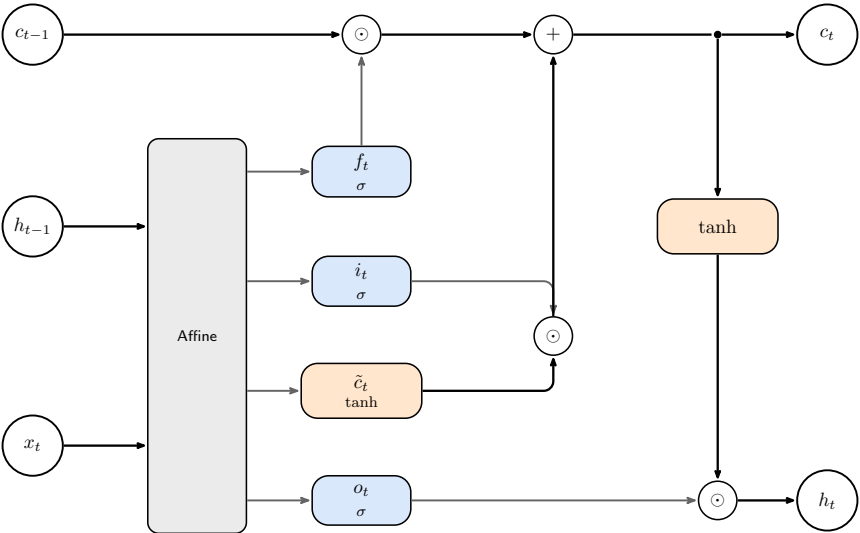 c_{t−1}
⊙
+
c_t
f_t
σ
h_{t−1}
tanh
i_t
σ
Affine
⊙
c̃_t
tanh
x_t
o_t
σ
⊙
h_t